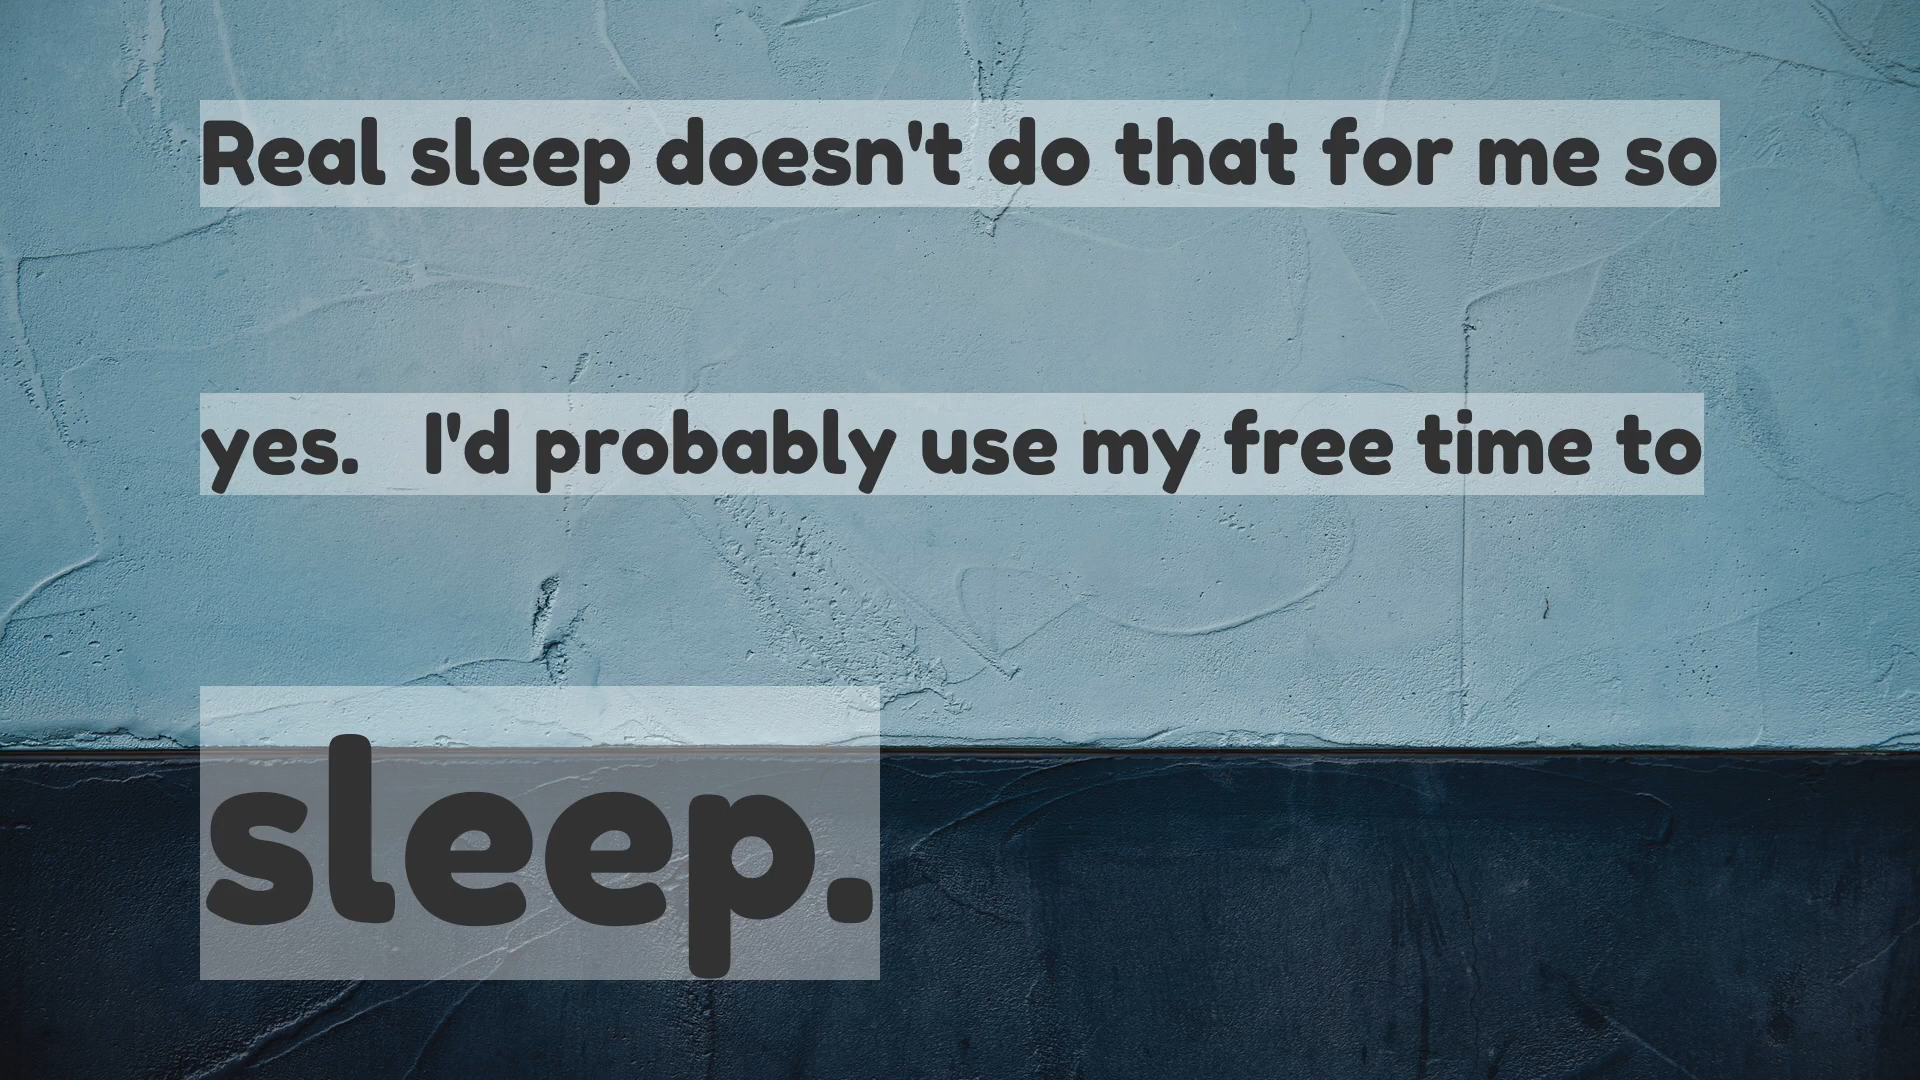 Real sleep doesn't do that for me so
yes.   I'd probably use my free time to
sleep.